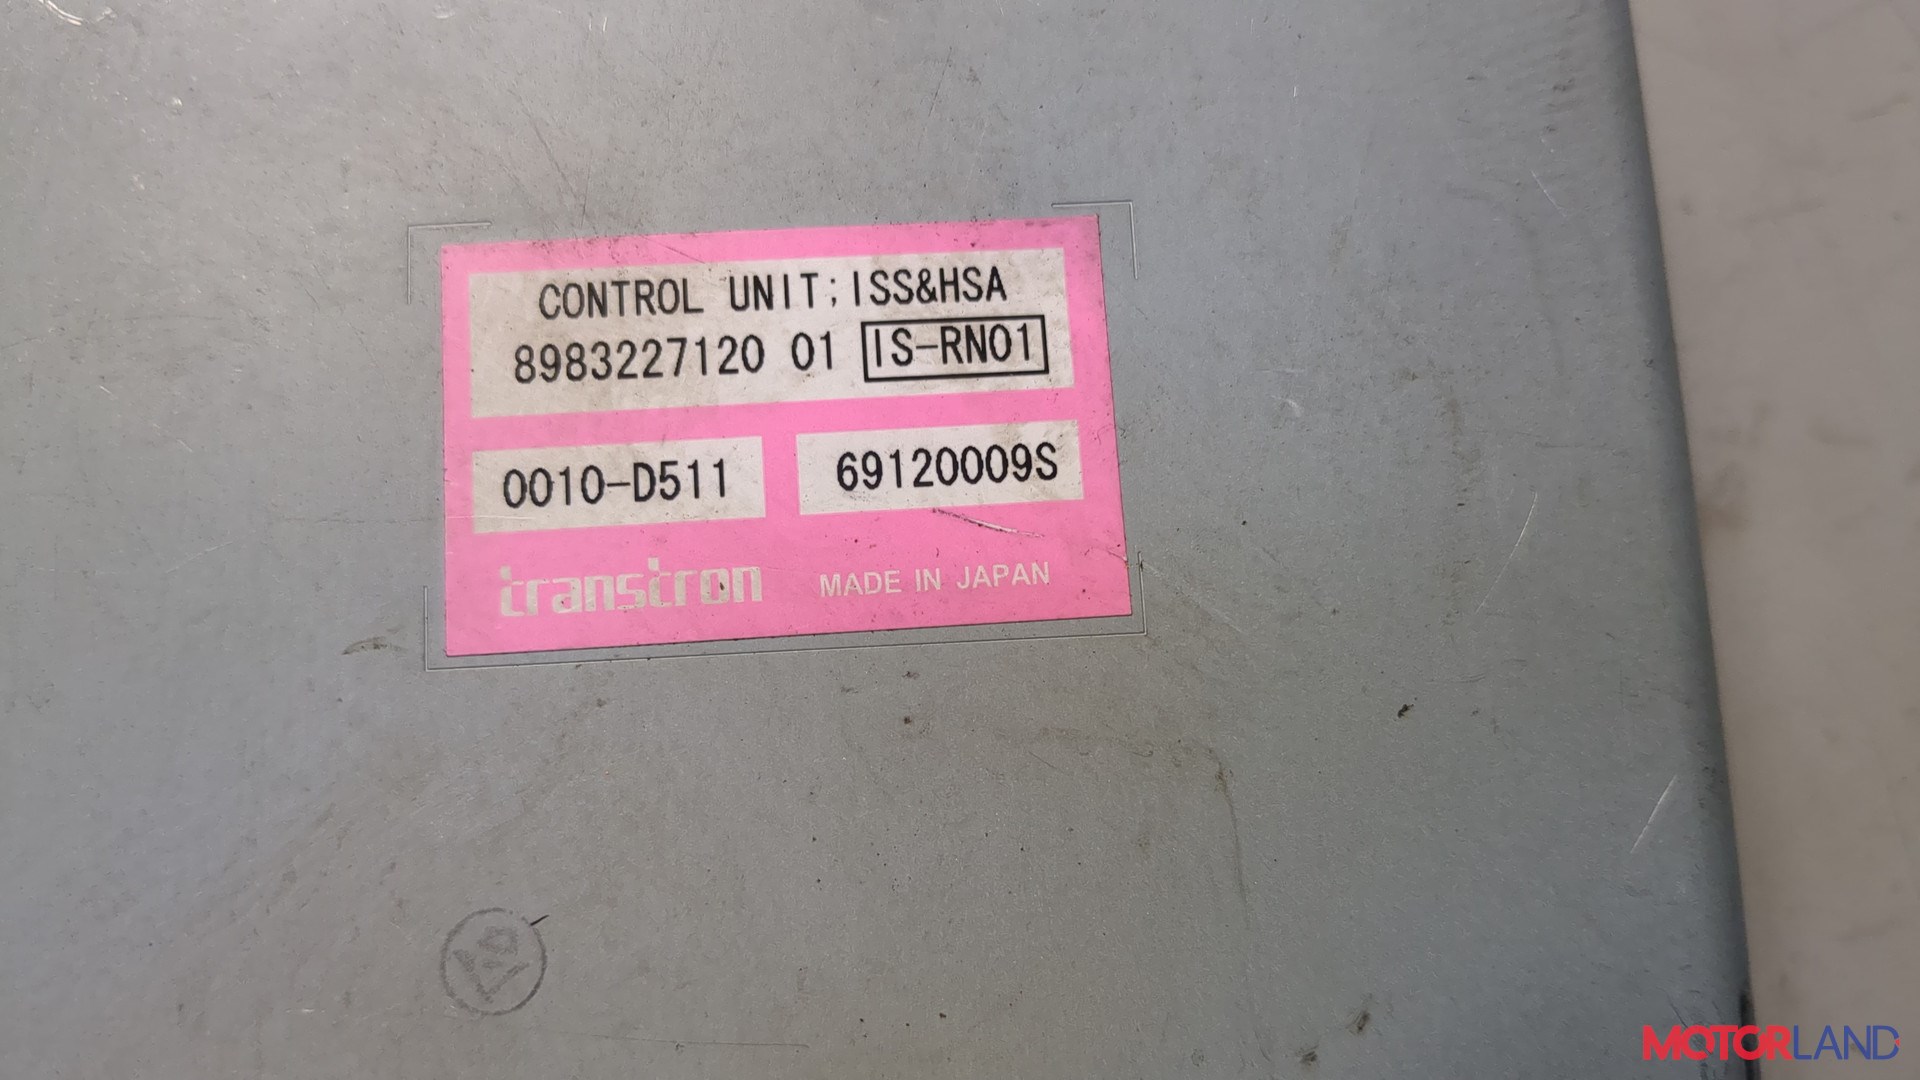 CONTROL UNIT;ISS&HSA
8983227120 01 IS-RN01
0010-D511 69120009S
transtron MADE IN JAPAN
MOTORLAND